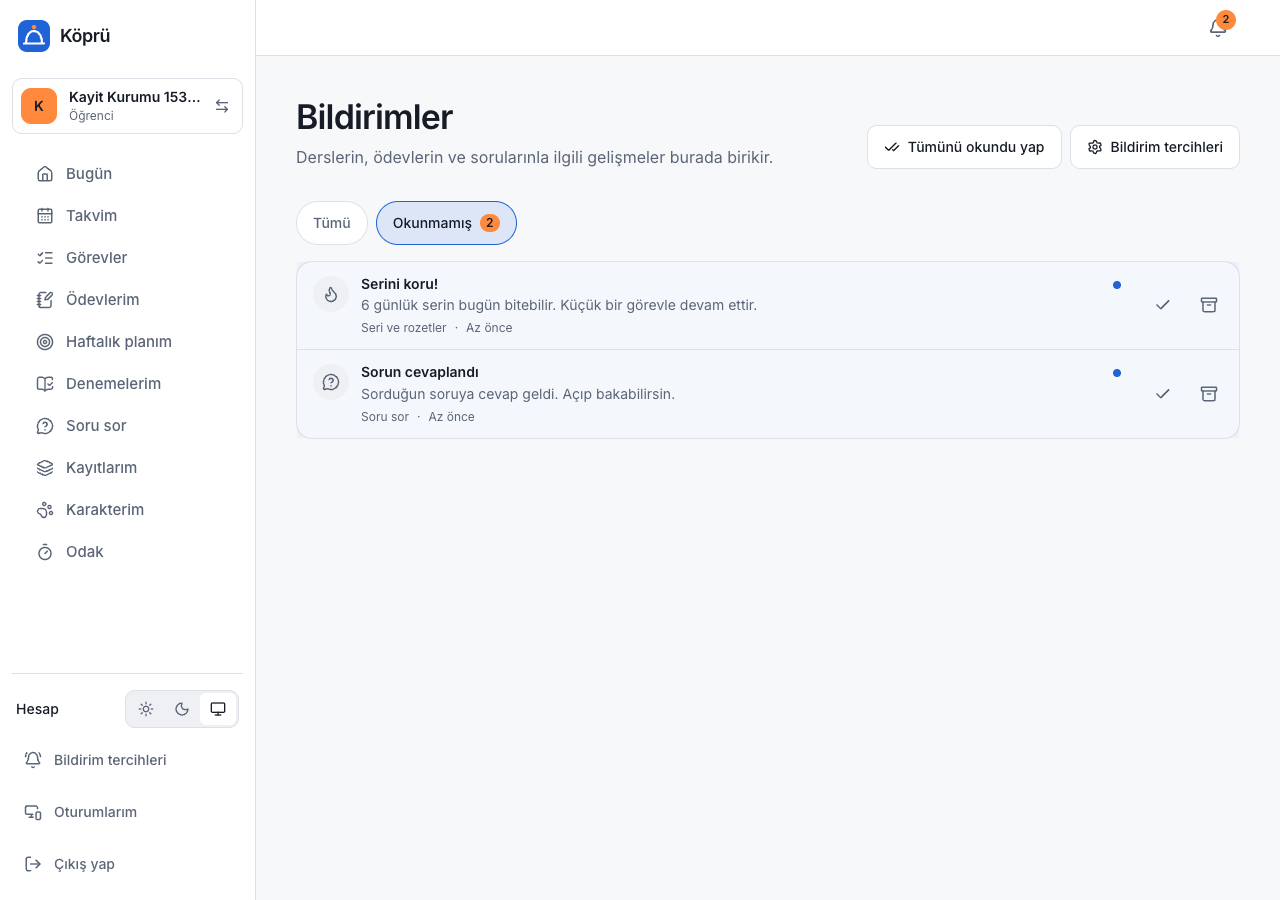 Köprü
2
K
Kayit Kurumu 153...
Öğrenci
Bugün
Takvim
Görevler
Ödevlerim
Haftalık planım
Denemelerim
Soru sor
Kayıtlarım
Karakterim
Odak
Hesap
Bildirim tercihleri
Oturumlarım
Çıkış yap
Bildirimler
Derslerin, ödevlerin ve sorularınla ilgili gelişmeler burada birikir.
Tümünü okundu yap
Bildirim tercihleri
Tümü
Okunmamış 2
Serini koru!
6 günlük serin bugün bitebilir. Küçük bir görevle devam ettir.
Seri ve rozetler · Az önce
Sorun cevaplandı
Sorduğun soruya cevap geldi. Açıp bakabilirsin.
Soru sor · Az önce